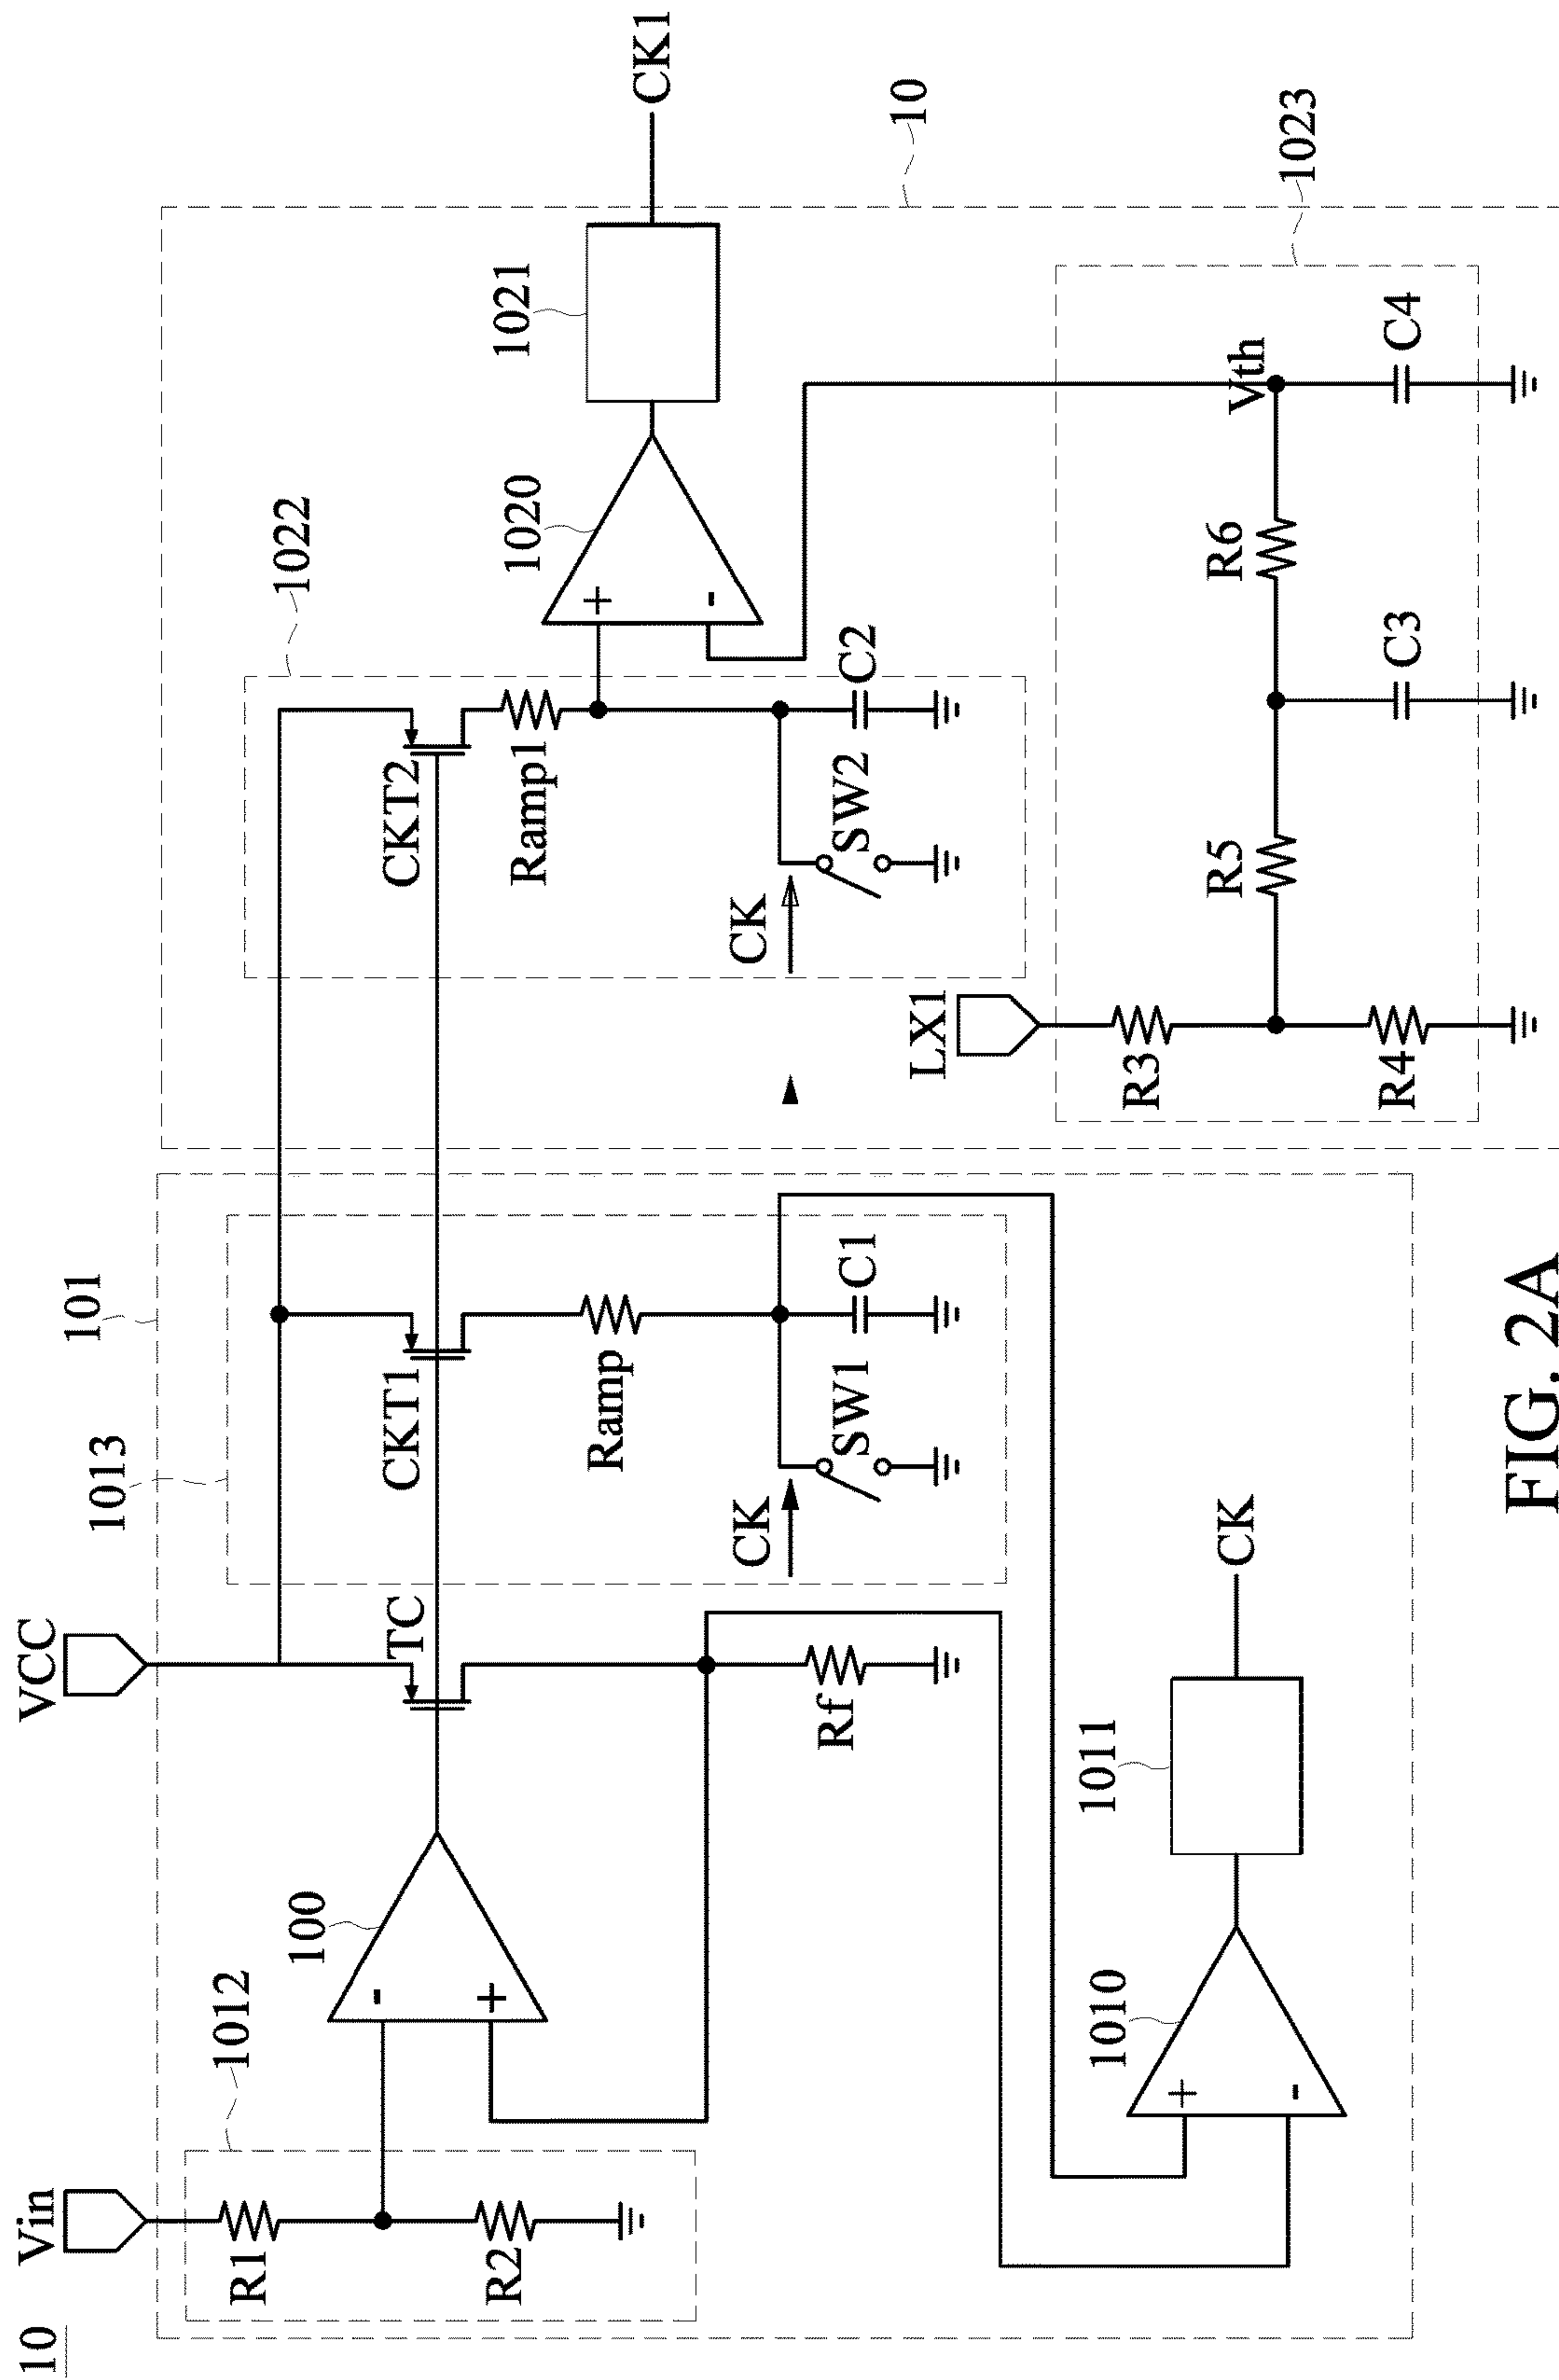 10
Vin
VCC
101
1013
1012
R1
R2
-
+
100
TC
Rf
CKT1
Ramp
CK
SW1
C1
+
-
1010
1011
CK
1022
CKT2
Ramp1
CK
SW2
C2
+
-
1020
1021
CK1
10
1023
LX1
R3
R4
R5
R6
Vth
C3
C4
FIG. 2A